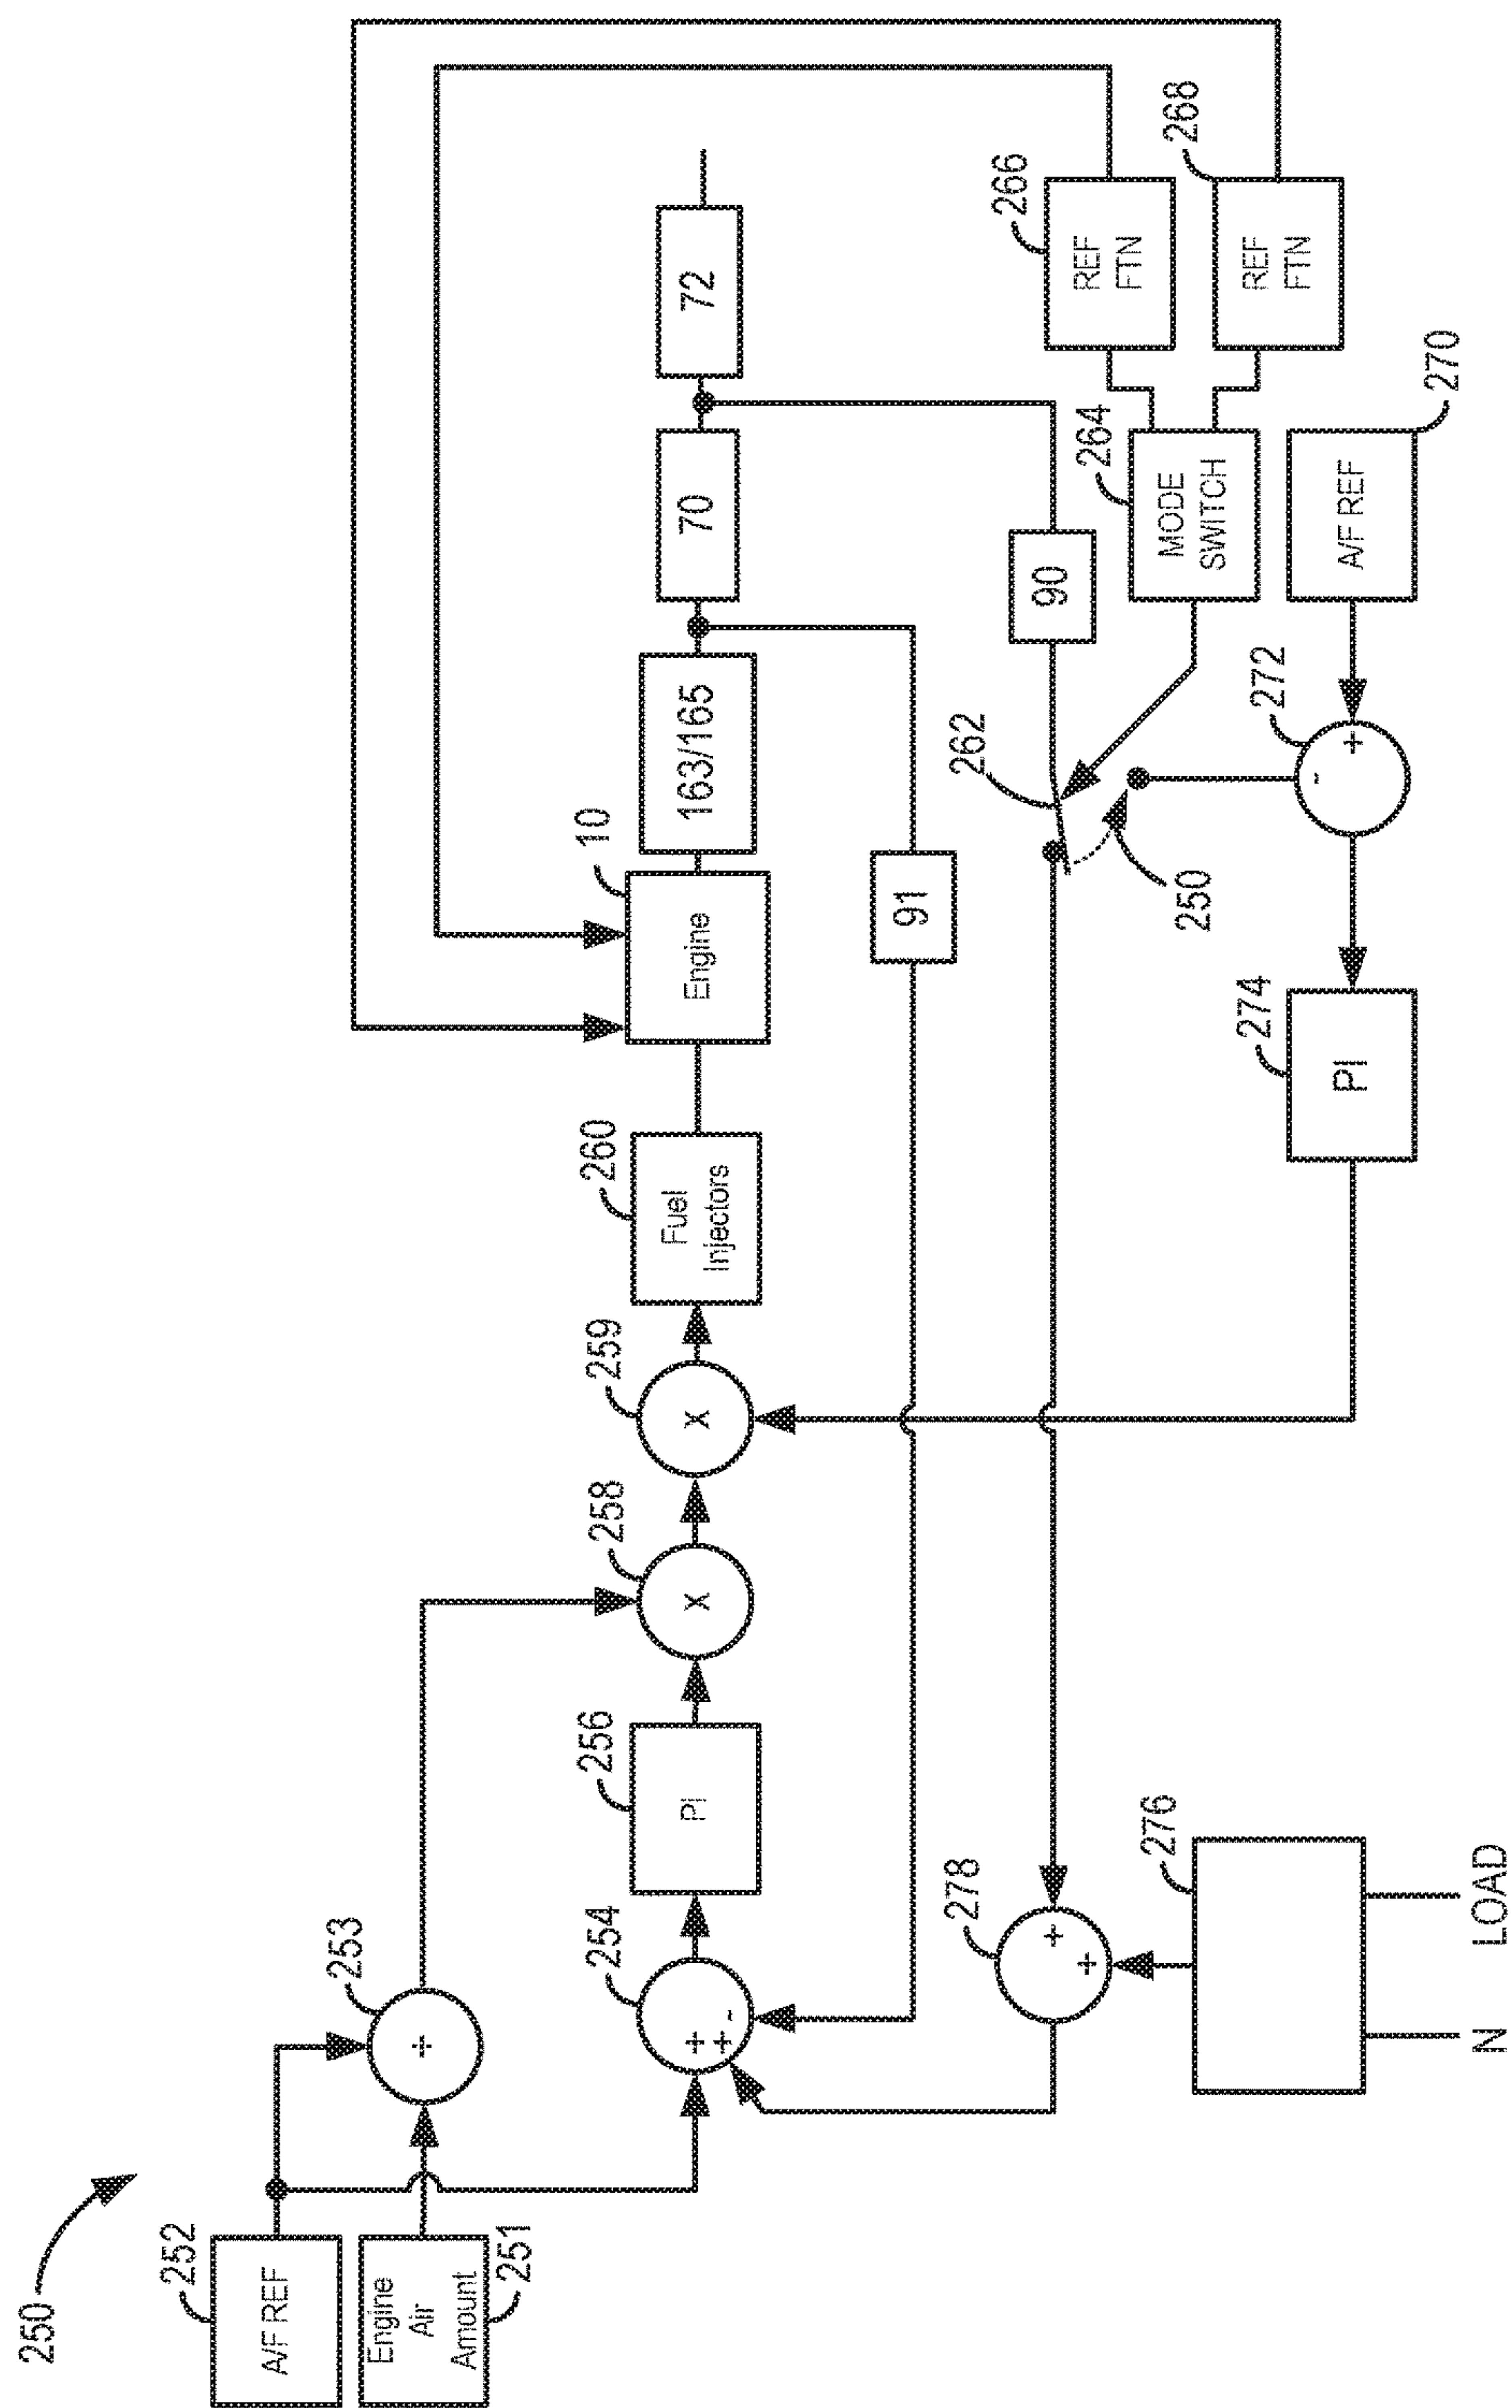 250
252
A/F REF
253
÷
Engine
Air
Amount
251
254
+
+
-
256
PI
258
X
259
X
260
Fuel
Injectors
10
Engine
163/165
70
72
91
278
+
+
262
90
266
REF
FTN
250
264
MODE
SWITCH
268
REF
FTN
276
274
PI
272
-
+
A/F REF
270
N
LOAD